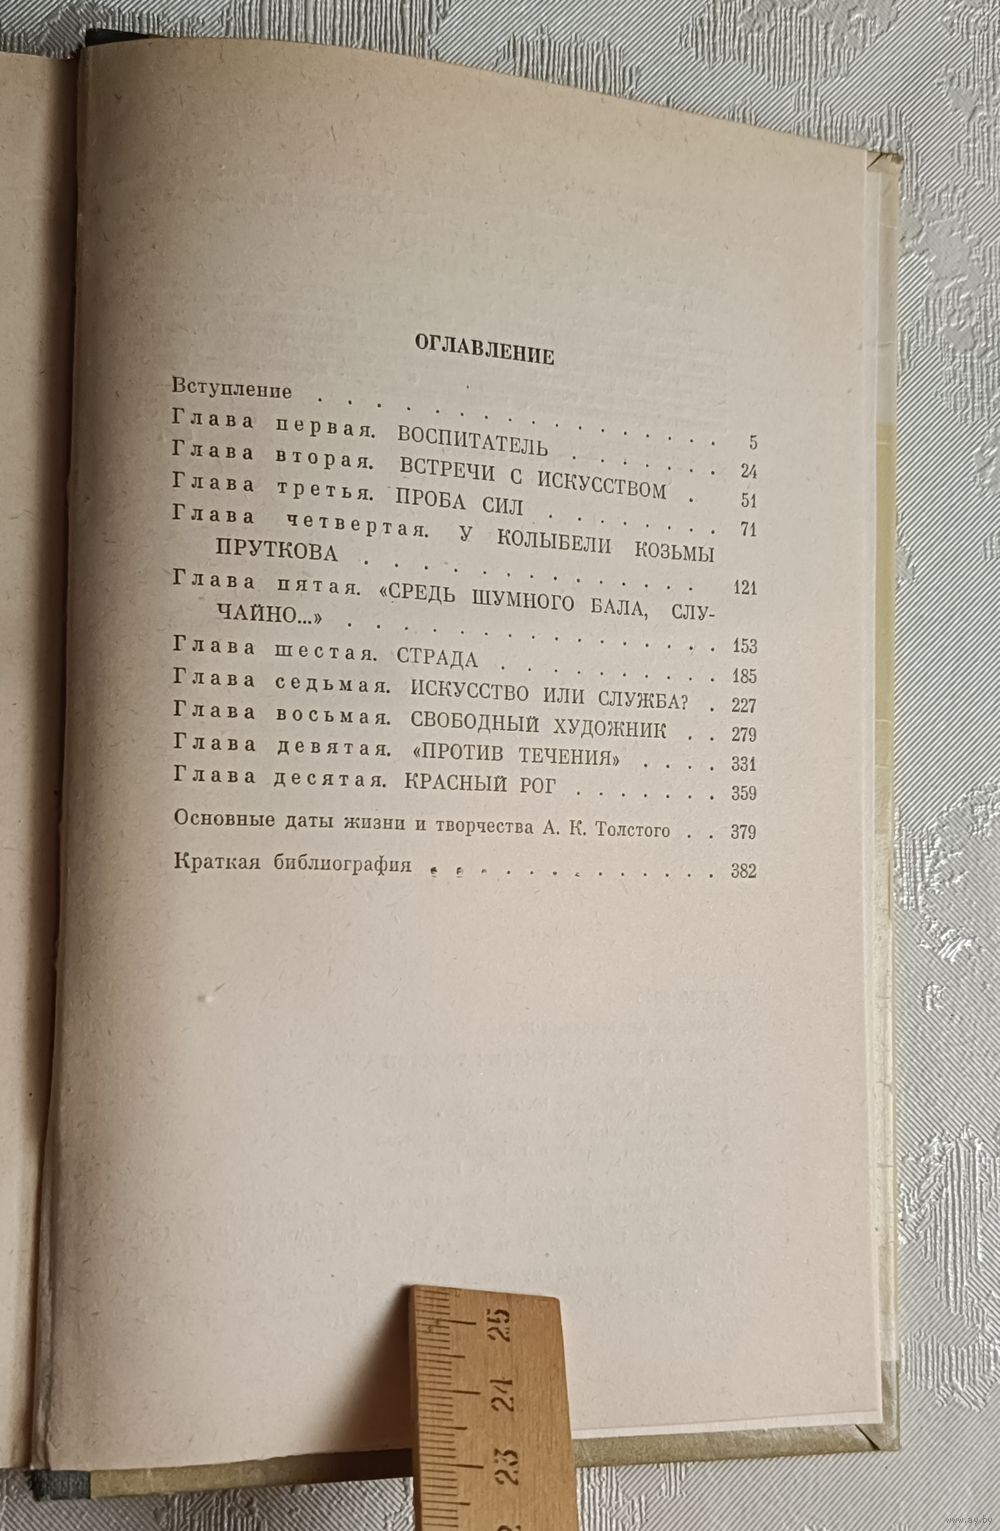 ОГЛАВЛЕНИЕ
Вступление . . . . . . . . . . . . . . 5
Глава первая. ВОСПИТАТЕЛЬ . . . . . . 24
Глава вторая. ВСТРЕЧИ С ИСКУССТВОМ . 51
Глава третья. ПРОБА СИЛ . . . . . . . 71
Глава четвертая. У КОЛЫБЕЛИ КОЗЬМЫ
ПРУТКОВА . . . . . . . . . . . . 121
Глава пятая. «СРЕДЬ ШУМНОГО БАЛА, СЛУ-
ЧАЙНО...» . . . . . . . . . . . . . 153
Глава шестая. СТРАДА . . . . . . . . 185
Глава седьмая. ИСКУССТВО ИЛИ СЛУЖБА? . 227
Глава восьмая. СВОБОДНЫЙ ХУДОЖНИК . . 279
Глава девятая. «ПРОТИВ ТЕЧЕНИЯ» . . . . 331
Глава десятая. КРАСНЫЙ РОГ . . . . . . 359
Основные даты жизни и творчества А. К. Толстого . . 379
Краткая библиография . . . . . . . . . . . . 382
25
24
23
www.ay.by